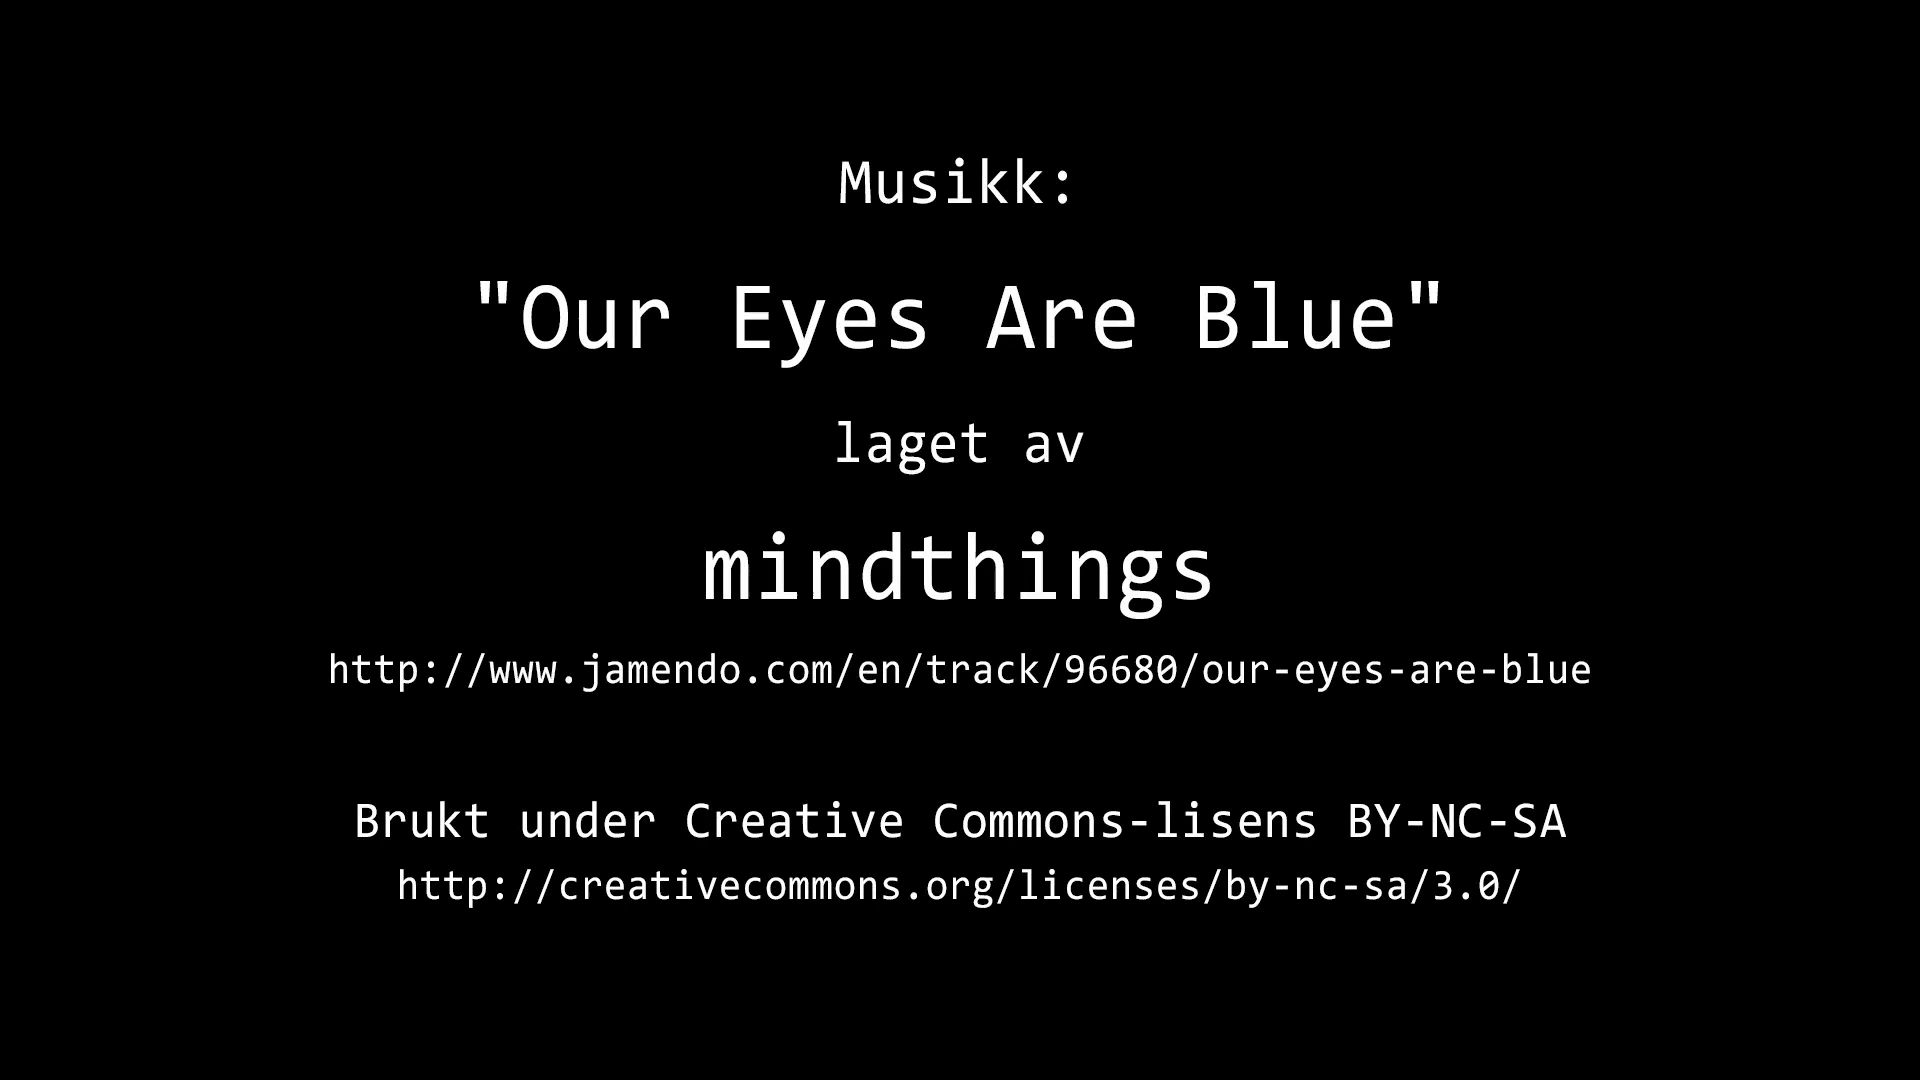 Musikk:
"Our Eyes Are Blue"
laget av
mindthings
http://www.jamendo.com/en/track/96680/our-eyes-are-blue
Brukt under Creative Commons-lisens BY-NC-SA
http://creativecommons.org/licenses/by-nc-sa/3.0/